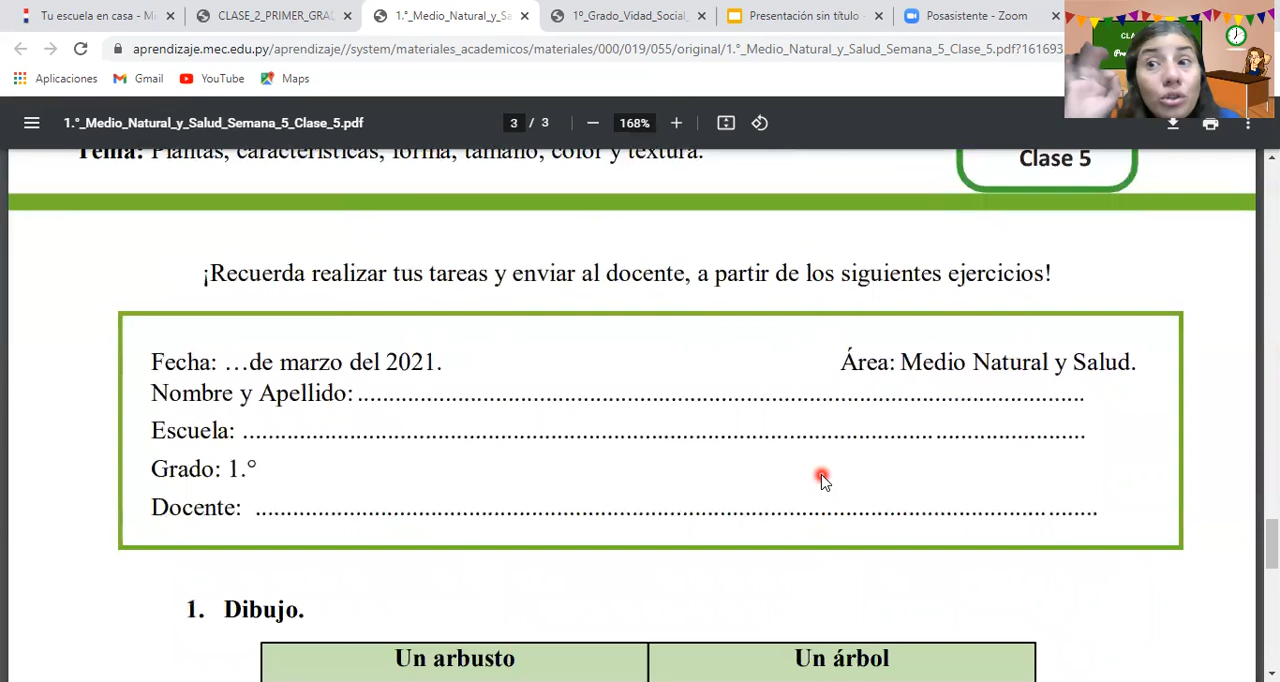 Tu escuela en casa - M
CLASE_2_PRIMER_GRA
1.°_Medio_Natural_y_Sa
1º_Grado_Vidad_Social
Presentación sin título
Posasistente - Zoom
aprendizaje.mec.edu.py/aprendizaje//system/materiales_academicos/materiales/000/019/055/original/1.°_Medio_Natural_y_Salud_Semana_5_Clase_5.pdf?161693
Aplicaciones
Gmail
YouTube
Maps
1.°_Medio_Natural_y_Salud_Semana_5_Clase_5.pdf
3 / 3
168%
Tema: Plantas, características, forma, tamaño, color y textura.
Clase 5
¡Recuerda realizar tus tareas y enviar al docente, a partir de los siguientes ejercicios!
Fecha: …de marzo del 2021.
Área: Medio Natural y Salud.
Nombre y Apellido:
Escuela:
Grado: 1.°
Docente:
1. Dibujo.
Un arbusto
Un árbol